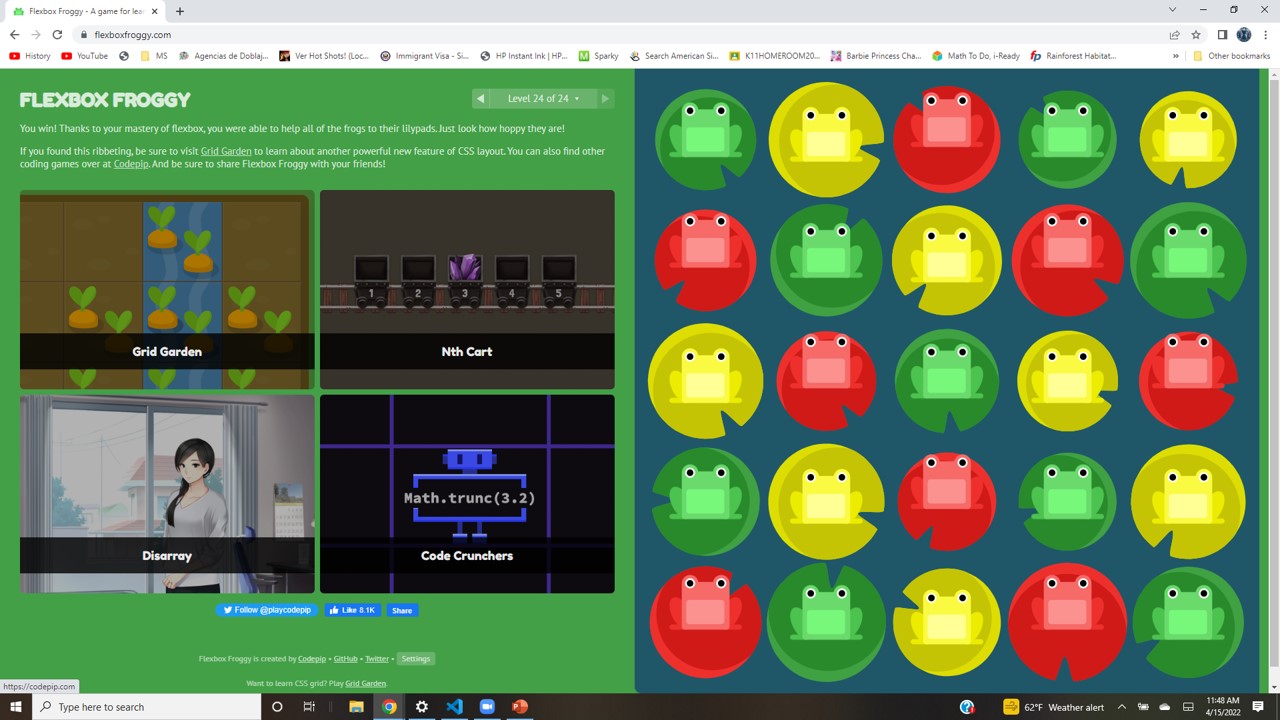 Flexbox Froggy - A game for lea
flexboxfroggy.com
History
YouTube
MS
Agencias de Doblaj...
Ver Hot Shots! (Loc...
Immigrant Visa - Si...
HP Instant Ink | HP...
Sparky
Search American Si...
K11HOMEROOM20...
Barbie Princess Cha...
Math To Do, i-Ready
Rainforest Habitat...
»
Other bookmarks
FLEXBOX FROGGY
Level 24 of 24
You win! Thanks to your mastery of flexbox, you were able to help all of the frogs to their lilypads. Just look how hoppy they are!
If you found this ribbeting, be sure to visit Grid Garden to learn about another powerful new feature of CSS layout. You can also find other
coding games over at Codepip. And be sure to share Flexbox Froggy with your friends!
1 2 3 4 5
Grid Garden
Nth Cart
Math.trunc(3.2)
Disarray
Code Crunchers
Follow @playcodepip
Like 8.1K
Share
Flexbox Froggy is created by Codepip • GitHub • Twitter • Settings
Want to learn CSS grid? Play Grid Garden.
https://codepip.com
Type here to search
62°F Weather alert
11:48 AM
4/15/2022